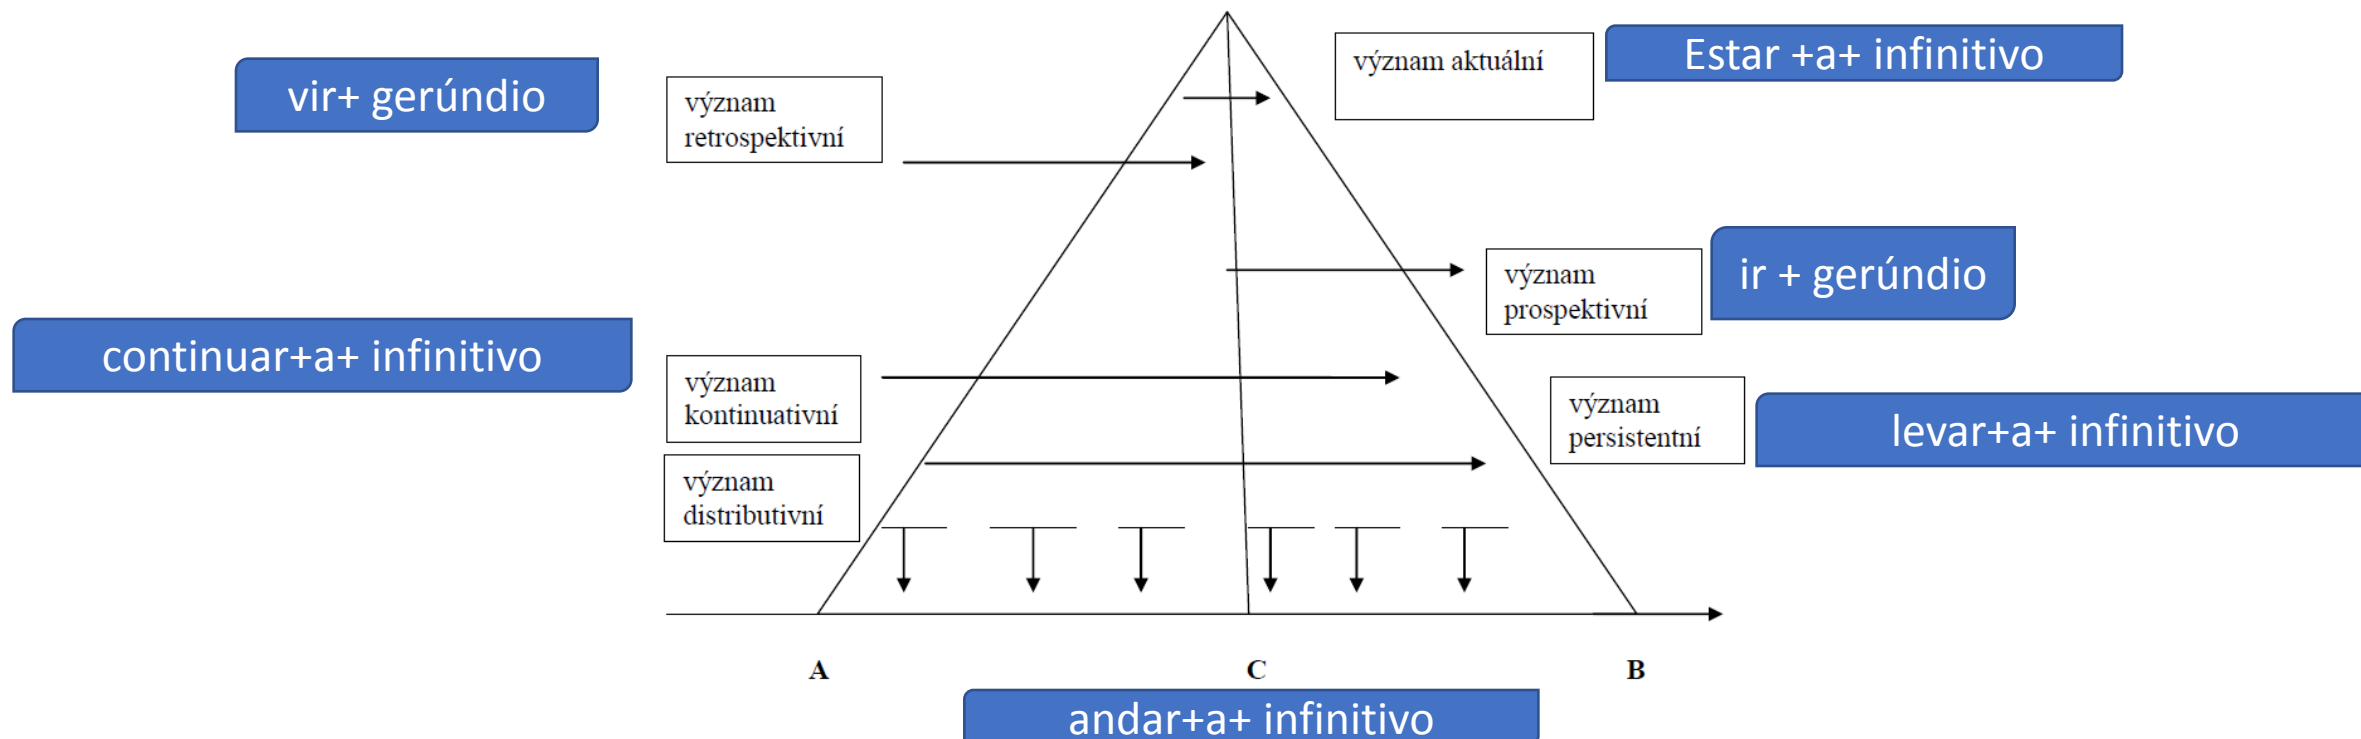 význam aktuální
Estar +a+ infinitivo
vir+ gerúndio
význam
retrospektivní
význam
prospektivní
ir + gerúndio
continuar+a+ infinitivo
význam
kontinuativní
význam
persistentní
levar+a+ infinitivo
význam
distributivní
A
C
B
andar+a+ infinitivo